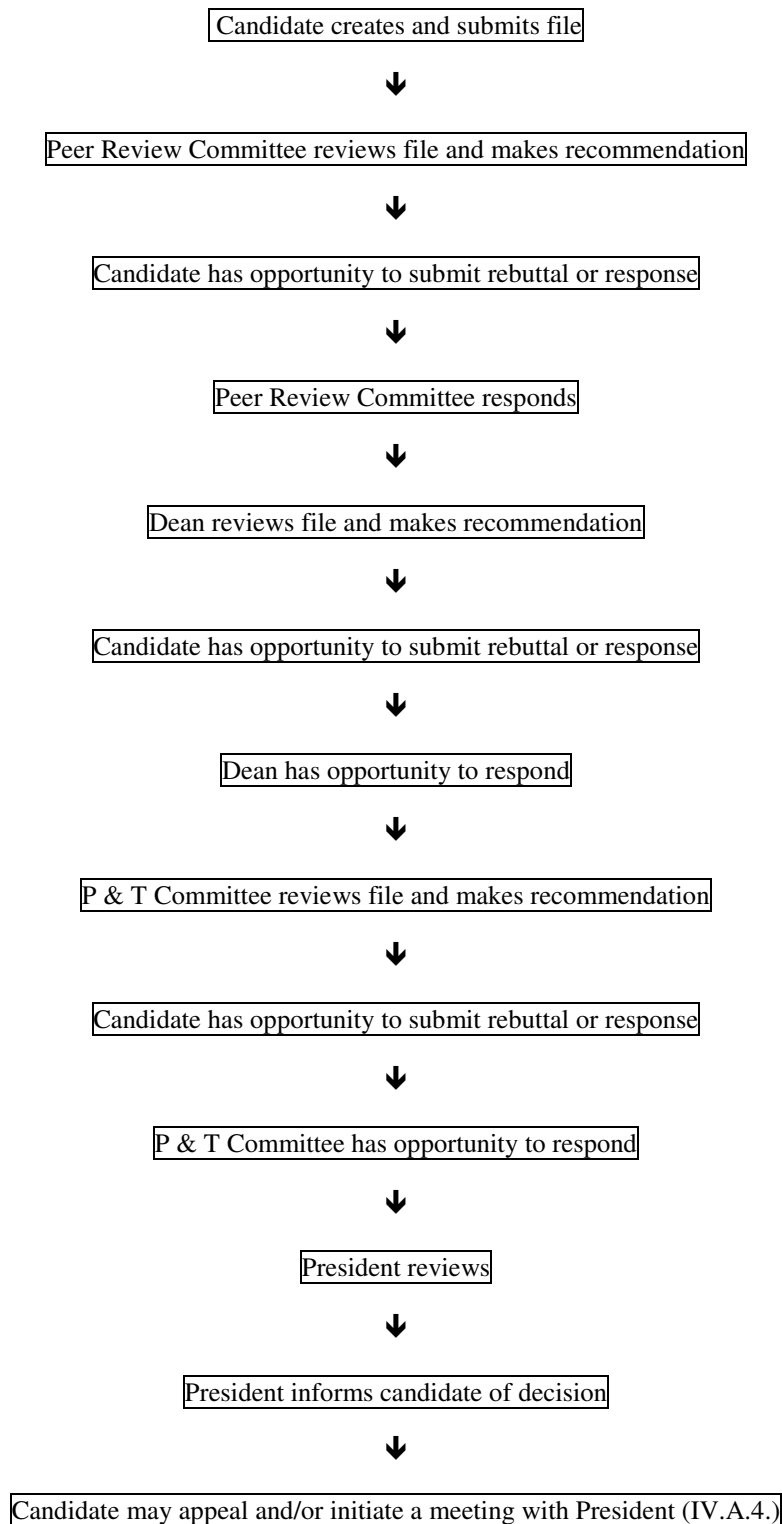 Candidate creates and submits file
Peer Review Committee reviews file and makes recommendation
Candidate has opportunity to submit rebuttal or response
Peer Review Committee responds
Dean reviews file and makes recommendation
Candidate has opportunity to submit rebuttal or response
Dean has opportunity to respond
P & T Committee reviews file and makes recommendation
Candidate has opportunity to submit rebuttal or response
P & T Committee has opportunity to respond
President reviews
President informs candidate of decision
Candidate may appeal and/or initiate a meeting with President (IV.A.4.)